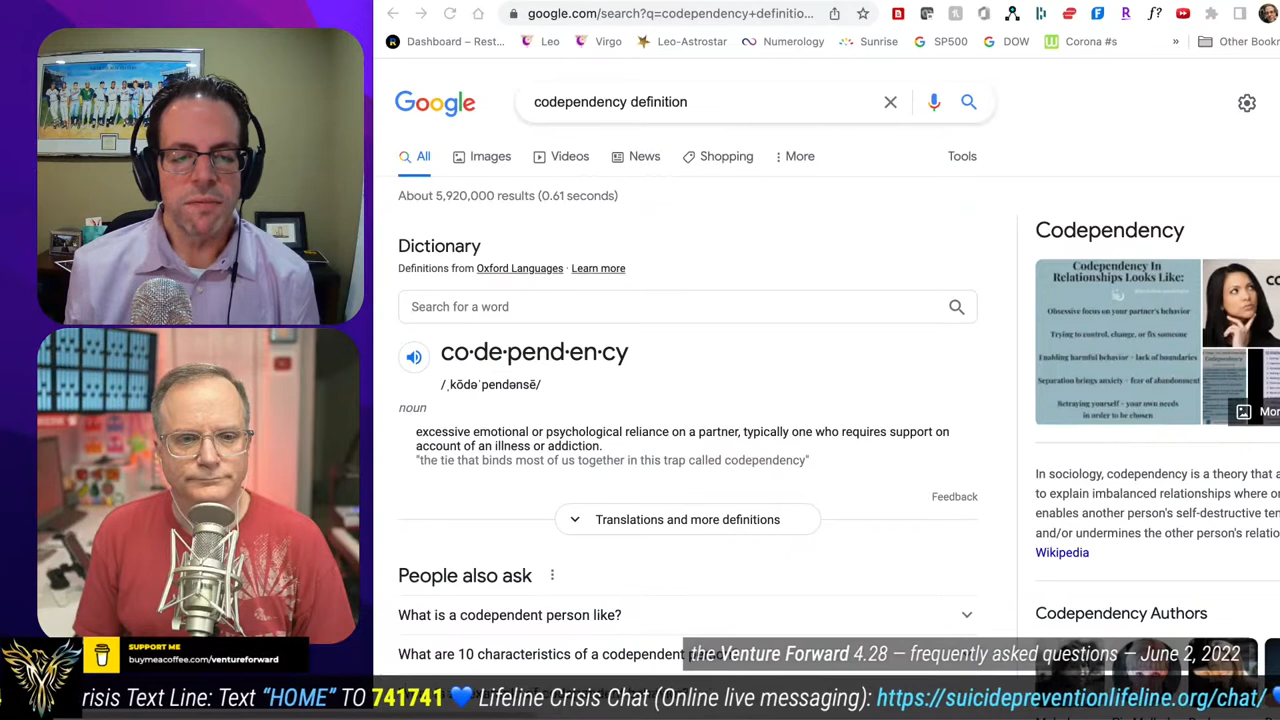 google.com/search?q=codependency+definitio...
Dashboard – Rest...
Leo
Virgo
Leo-Astrostar
Numerology
Sunrise
SP500
DOW
Corona #s
»
Other Bookr
Google
codependency definition
All
Images
Videos
News
Shopping
More
Tools
About 5,920,000 results (0.61 seconds)
Dictionary
Definitions from Oxford Languages · Learn more
Search for a word
co·de·pend·en·cy
/ˌkōdəˈpendənsē/
noun
excessive emotional or psychological reliance on a partner, typically one who requires support on
account of an illness or addiction.
"the tie that binds most of us together in this trap called codependency"
Feedback
Translations and more definitions
People also ask
What is a codependent person like?
What are 10 characteristics of a codependent
Codependency
Codependency In
Relationships Looks Like:
Obsessive focus on your partner's behavior
Trying to control, change, or fix someone
Enabling harmful behavior + lack of boundaries
Separation brings anxiety + fear of abandonment
Betraying yourself + your own needs
in order to be chosen
Mor
In sociology, codependency is a theory that a
to explain imbalanced relationships where or
enables another person's self-destructive ten
and/or undermines the other person's relatio
Wikipedia
Codependency Authors
the Venture Forward 4.28 — frequently asked questions — June 2, 2022
SUPPORT ME
buymeacoffee.com/ventureforward
risis Text Line: Text “HOME” TO 741741 💙 Lifeline Crisis Chat (Online live messaging): https://suicidepreventionlifeline.org/chat/